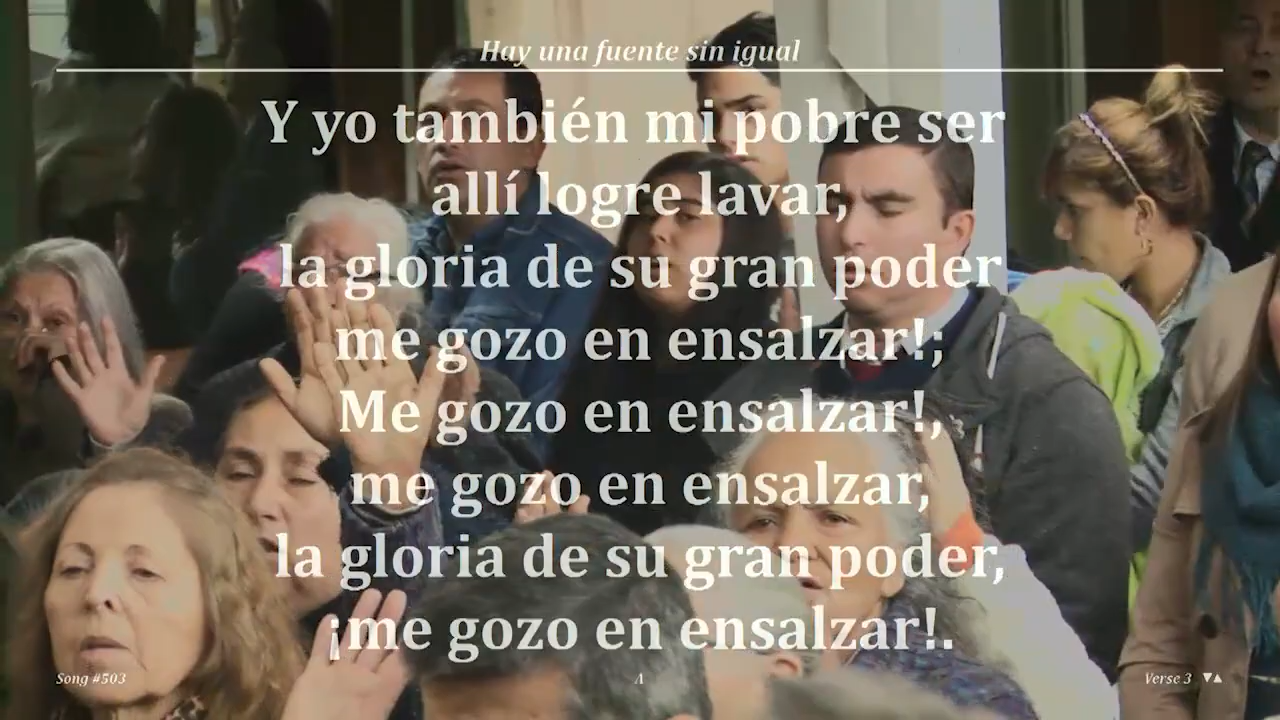 Hay una fuente sin igual
Y yo también mi pobre ser
allí logre lavar,
la gloria de su gran poder
me gozo en ensalzar!;
Me gozo en ensalzar!,
me gozo en ensalzar,
la gloria de su gran poder,
¡me gozo en ensalzar!.
Song #503
A
Verse 3 ▼▲